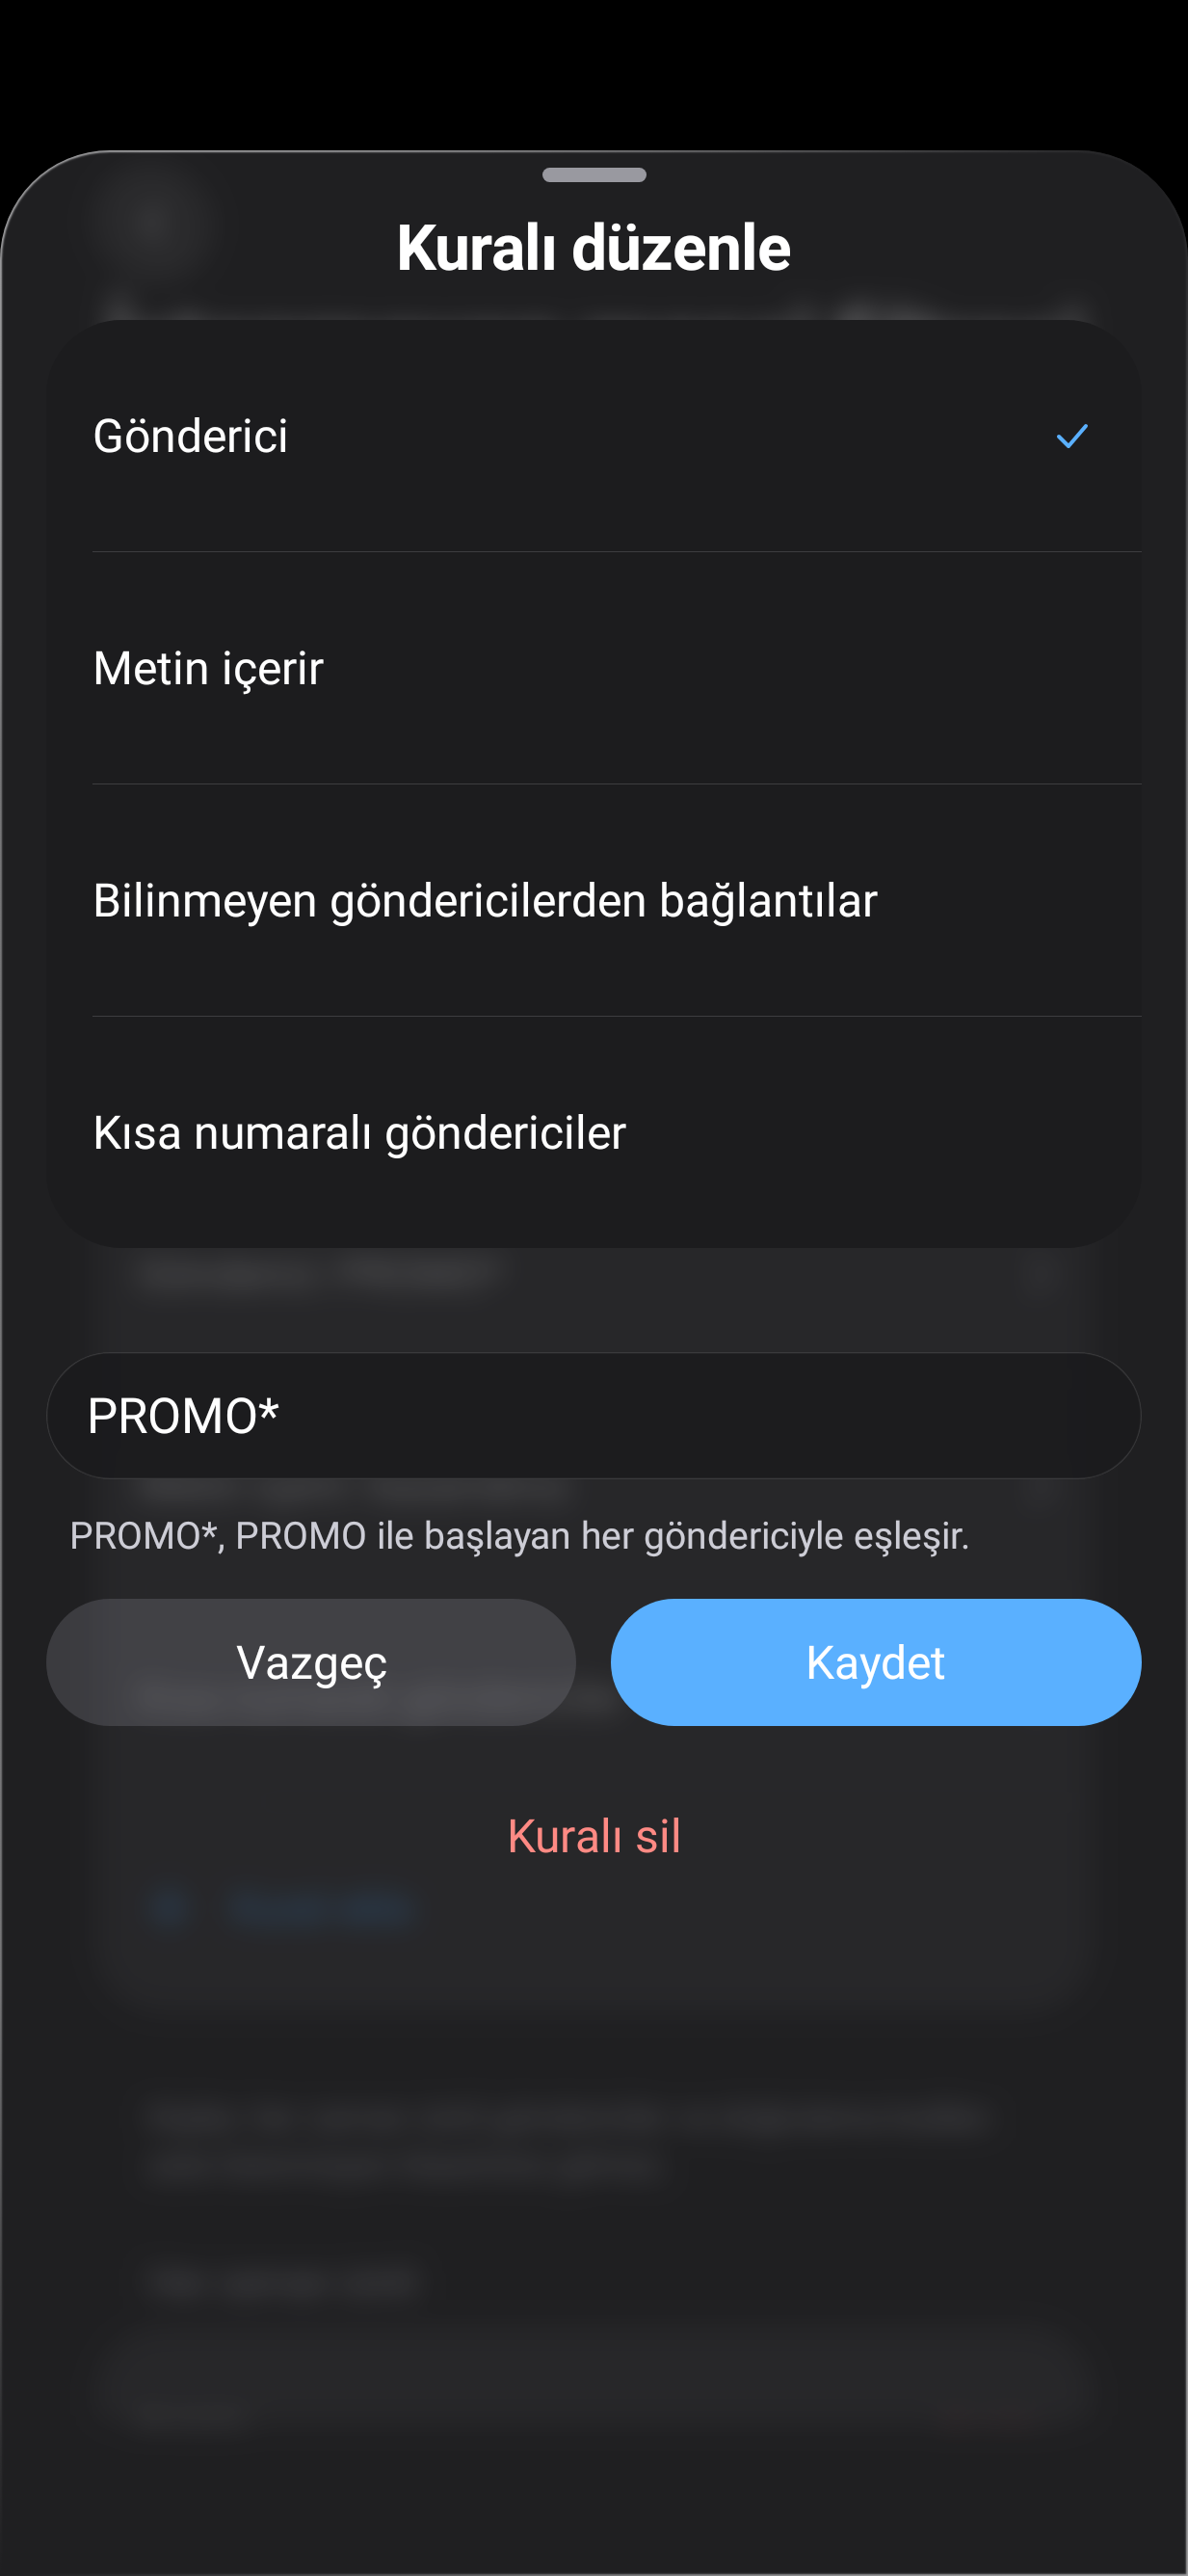 Kuralı düzenle
Gönderici
Metin içerir
Bilinmeyen göndericilerden bağlantılar
Kısa numaralı göndericiler
PROMO*
PROMO*, PROMO ile başlayan her göndericiyle eşleşir.
Vazgeç
Kaydet
Kuralı sil